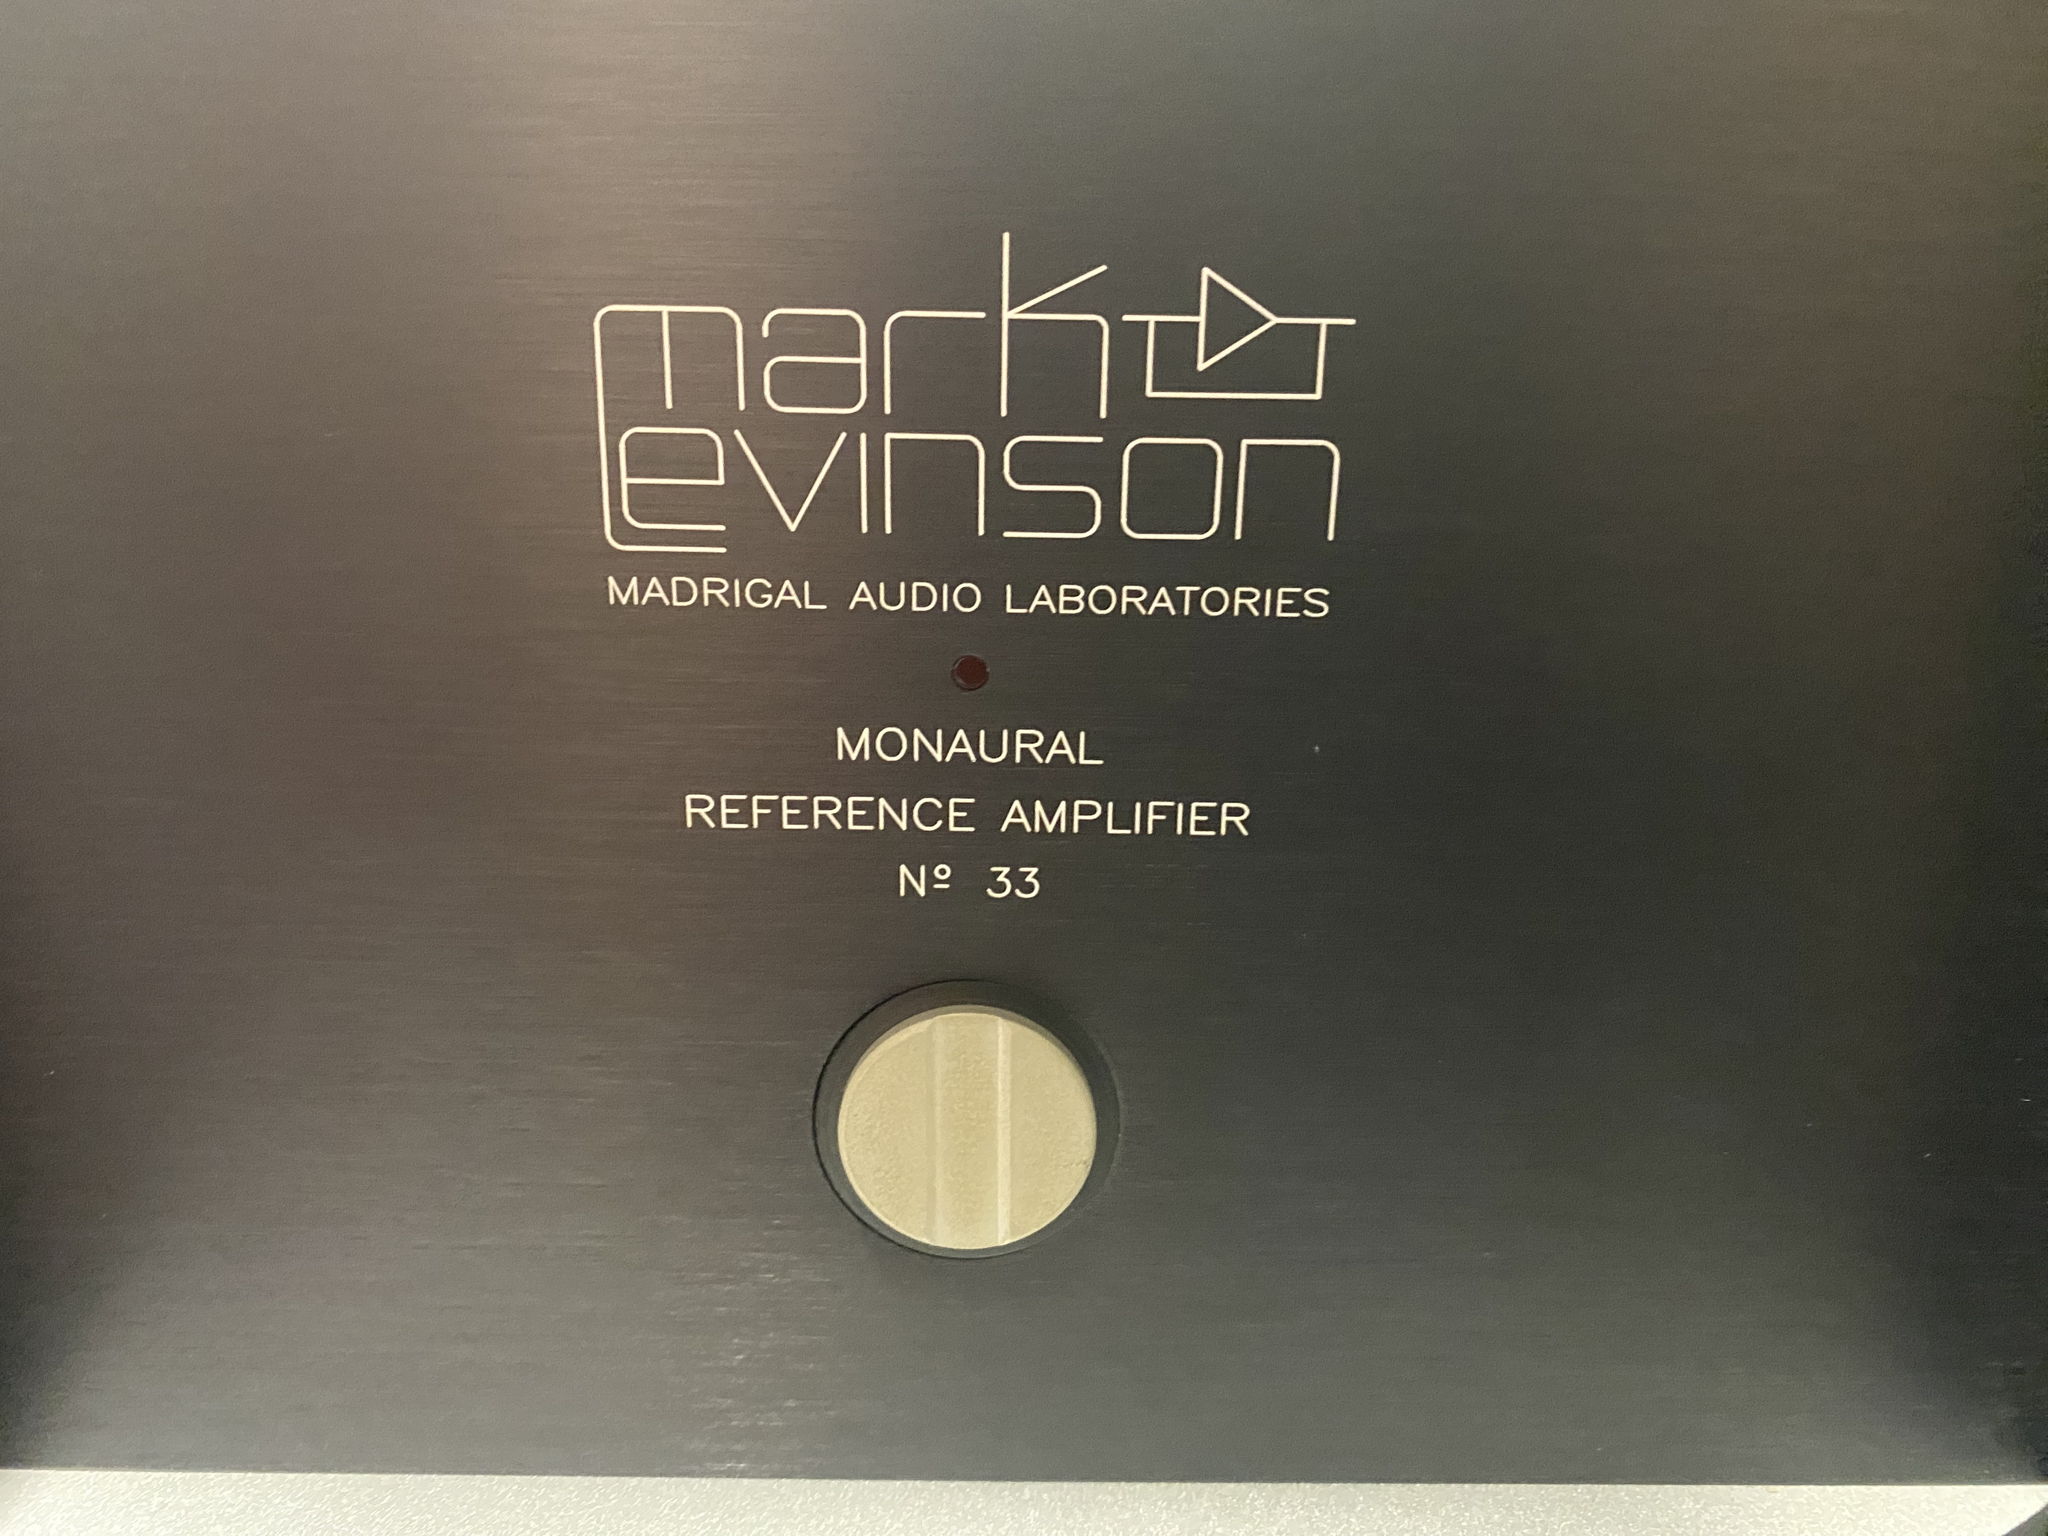 mark
Levinson
MADRIGAL AUDIO LABORATORIES
MONAURAL
REFERENCE AMPLIFIER
Nº 33